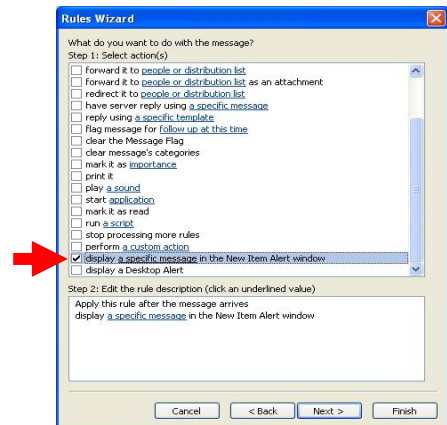 Rules Wizard
What do you want to do with the message?
Step 1: Select action(s)
forward it to people or distribution list
forward it to people or distribution list as an attachment
redirect it to people or distribution list
have server reply using a specific message
reply using a specific template
flag message for follow up at this time
clear the Message Flag
clear message's categories
mark it as importance
print it
play a sound
start application
mark it as read
run a script
stop processing more rules
perform a custom action
display a specific message in the New Item Alert window
display a Desktop Alert
Step 2: Edit the rule description (click an underlined value)
Apply this rule after the message arrives
display a specific message in the New Item Alert window
Cancel < Back Next > Finish